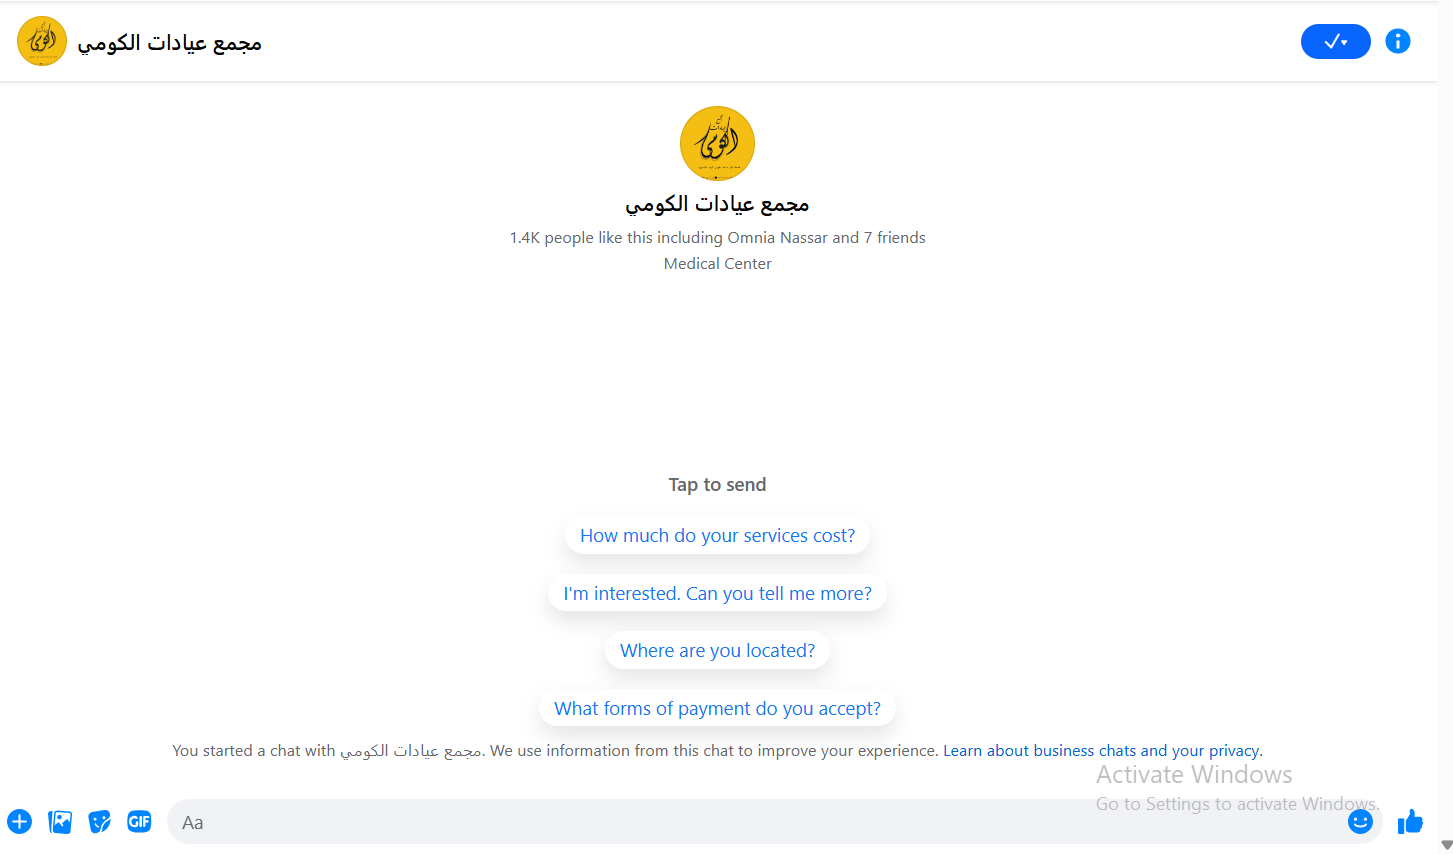 مجمع عيادات الكومي
الكومي
مجمع عيادات الكومي
1.4K people like this including Omnia Nassar and 7 friends
Medical Center
Tap to send
How much do your services cost?
I'm interested. Can you tell me more?
Where are you located?
What forms of payment do you accept?
You started a chat with مجمع عيادات الكومي. We use information from this chat to improve your experience. Learn about business chats and your privacy.
Activate Windows
Go to Settings to activate Windows.
GIF
Aa